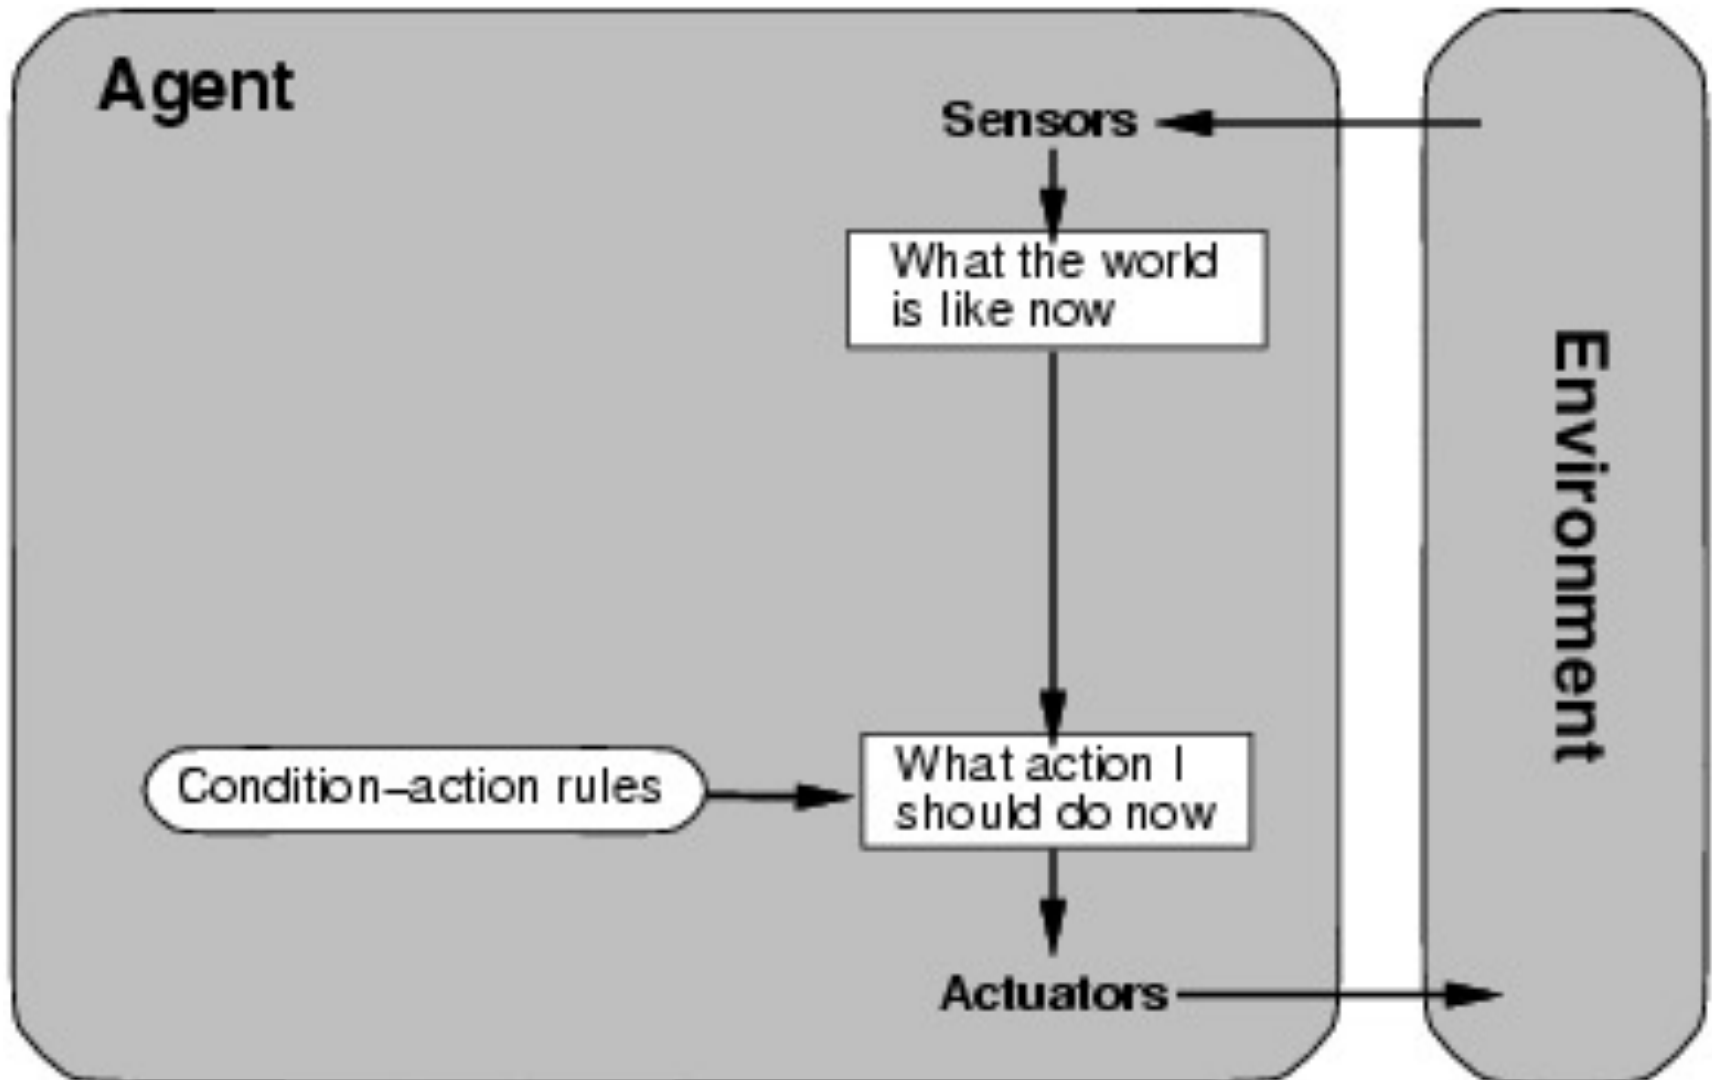 Agent
Sensors
What the world
is like now
Environment
Condition–action rules
What action I
should do now
Actuators